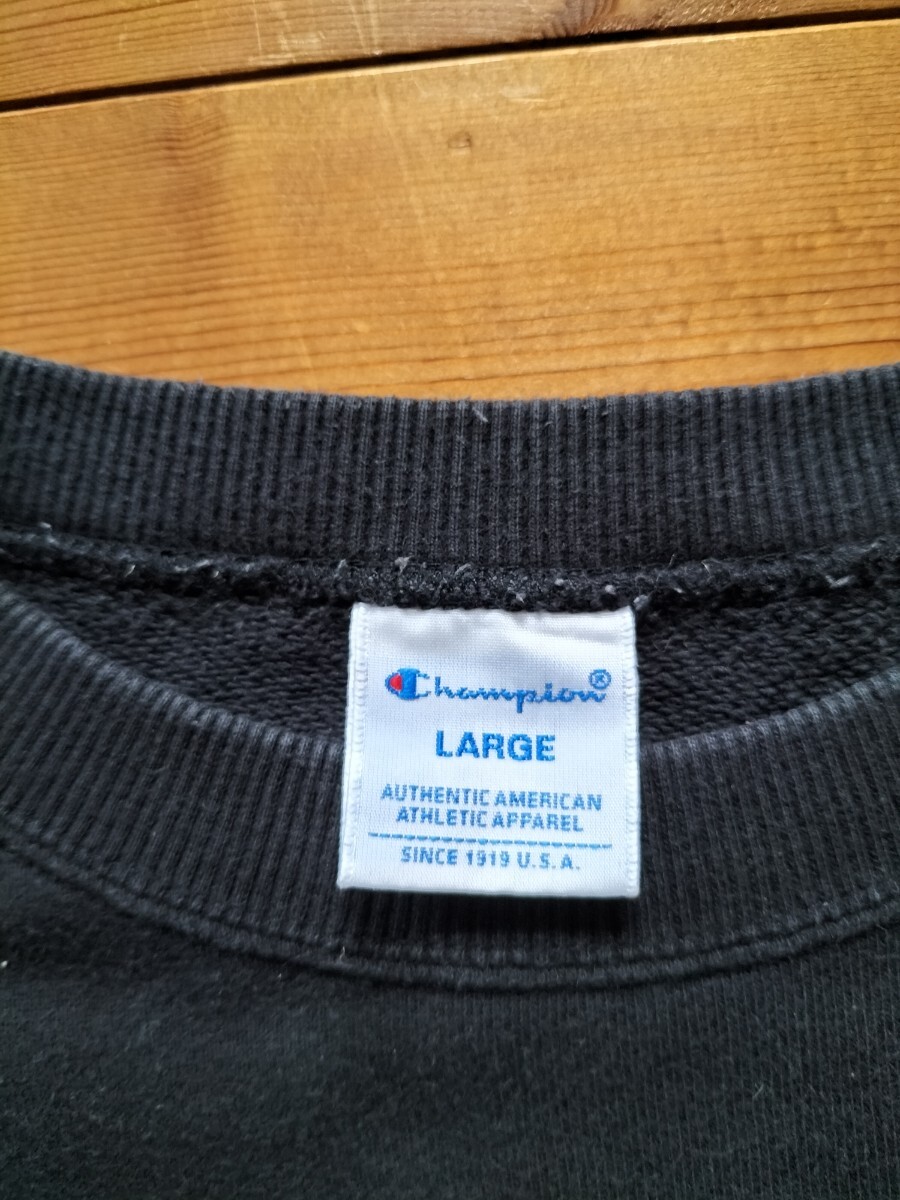 Champion®
LARGE
AUTHENTIC AMERICAN
ATHLETIC APPAREL
SINCE 1919 U.S.A.